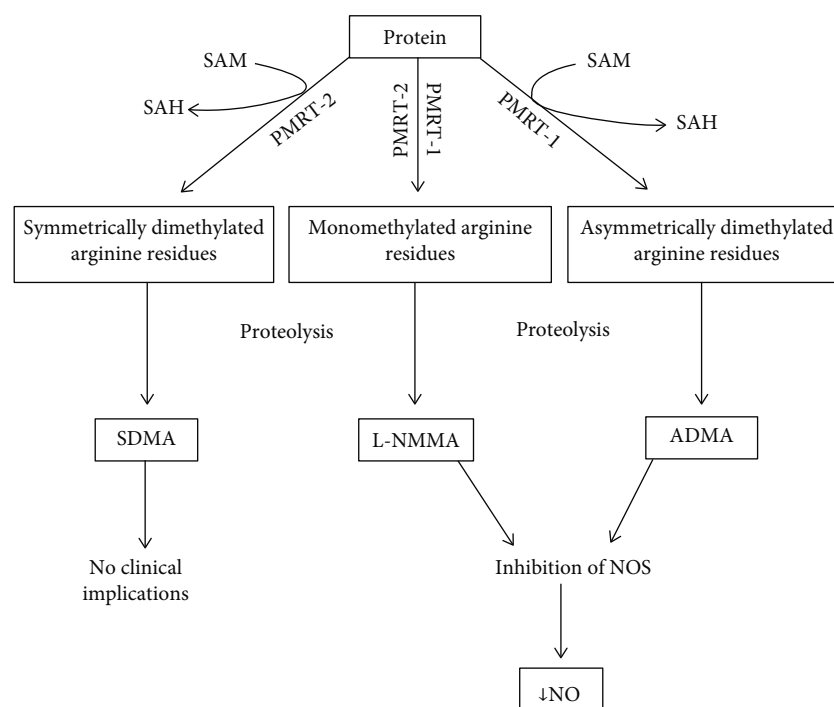 Protein
SAM
SAM
SAH
SAH
PMRT-2
PMRT-2
PMRT-1
PMRT-1
Symmetrically dimethylated
arginine residues
Monomethylated arginine
residues
Asymmetrically dimethylated
arginine residues
Proteolysis
Proteolysis
SDMA
L-NMMA
ADMA
No clinical
implications
Inhibition of NOS
↓NO